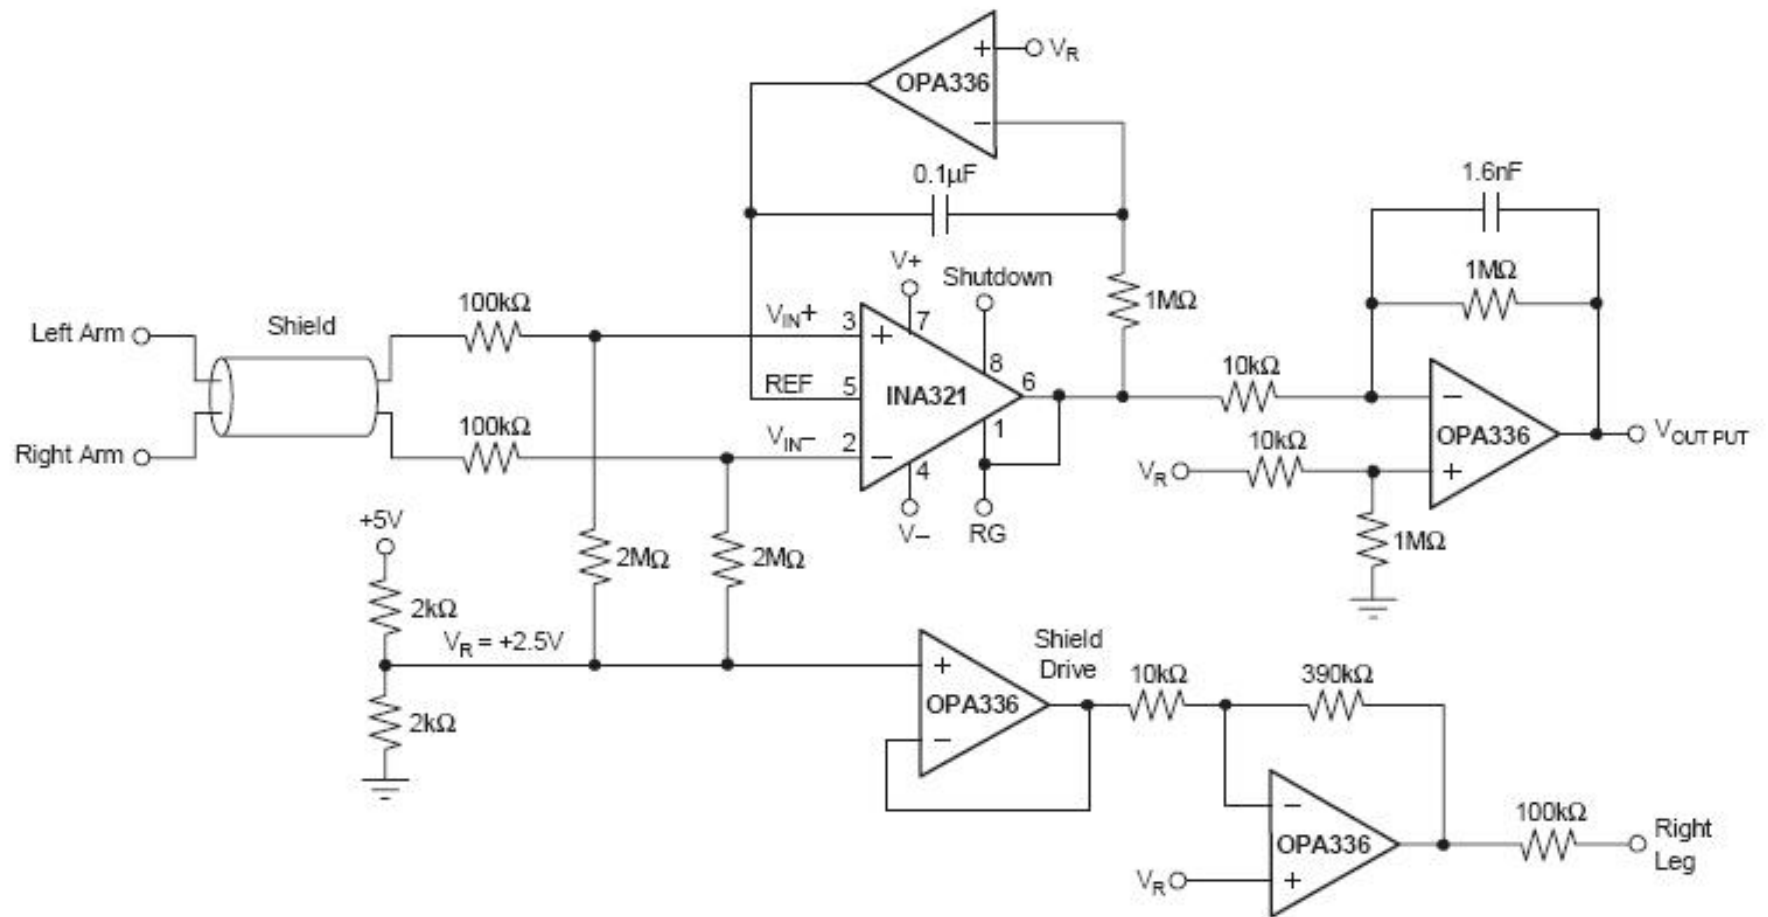 +
OPA336
−
V_R
0.1µF
1.6nF
V+
Shutdown
1MΩ
1MΩ
100kΩ
V_IN+
3
+
7
Left Arm
Shield
8
10kΩ
REF
5
INA321
6
−
100kΩ
1
OPA336
V_OUT PUT
Right Arm
V_IN−
2
−
4
10kΩ
V_R
+
V−
RG
+5V
2MΩ
2MΩ
1MΩ
2kΩ
V_R = +2.5V
Shield
Drive
+
10kΩ
390kΩ
OPA336
2kΩ
−
−
100kΩ
Right
Leg
OPA336
V_R
+